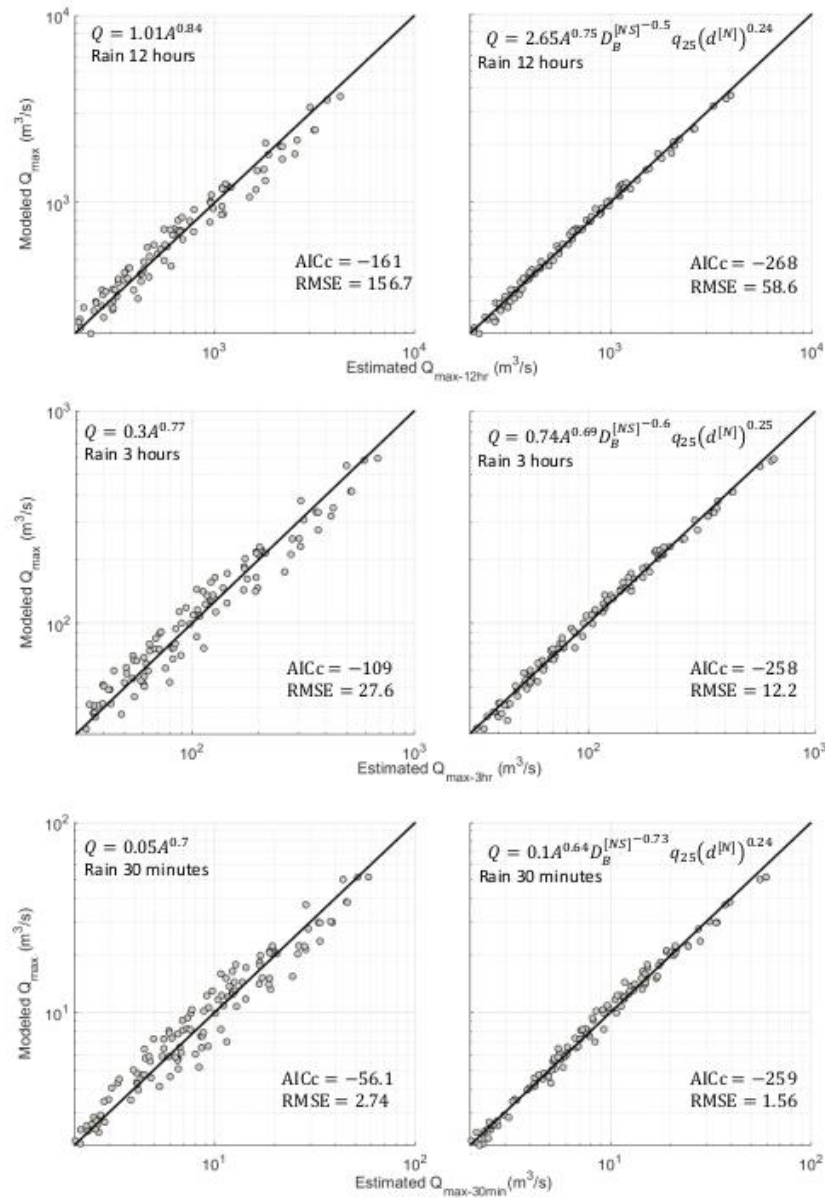 Q = 1.01A^0.84
Rain 12 hours
10^4
10^3
Modeled Q_max (m^3/s)
AICc = −161
RMSE = 156.7
10^3
10^4
Q = 2.65A^0.75 D_B^[NS]^−0.5 q_25(d^[N])^0.24
Rain 12 hours
AICc = −268
RMSE = 58.6
10^3
10^4
Estimated Q_max-12hr (m^3/s)
Q = 0.3A^0.77
Rain 3 hours
10^3
10^2
Modeled Q_max (m^3/s)
AICc = −109
RMSE = 27.6
10^2
10^3
Q = 0.74A^0.69 D_B^[NS]^−0.6 q_25(d^[N])^0.25
Rain 3 hours
AICc = −258
RMSE = 12.2
10^2
10^3
Estimated Q_max-3hr (m^3/s)
Q = 0.05A^0.7
Rain 30 minutes
10^2
10^1
Modeled Q_max (m^3/s)
AICc = −56.1
RMSE = 2.74
10^1
10^2
Q = 0.1A^0.64 D_B^[NS]^−0.73 q_25(d^[N])^0.24
Rain 30 minutes
AICc = −259
RMSE = 1.56
10^1
10^2
Estimated Q_max-30min (m^3/s)